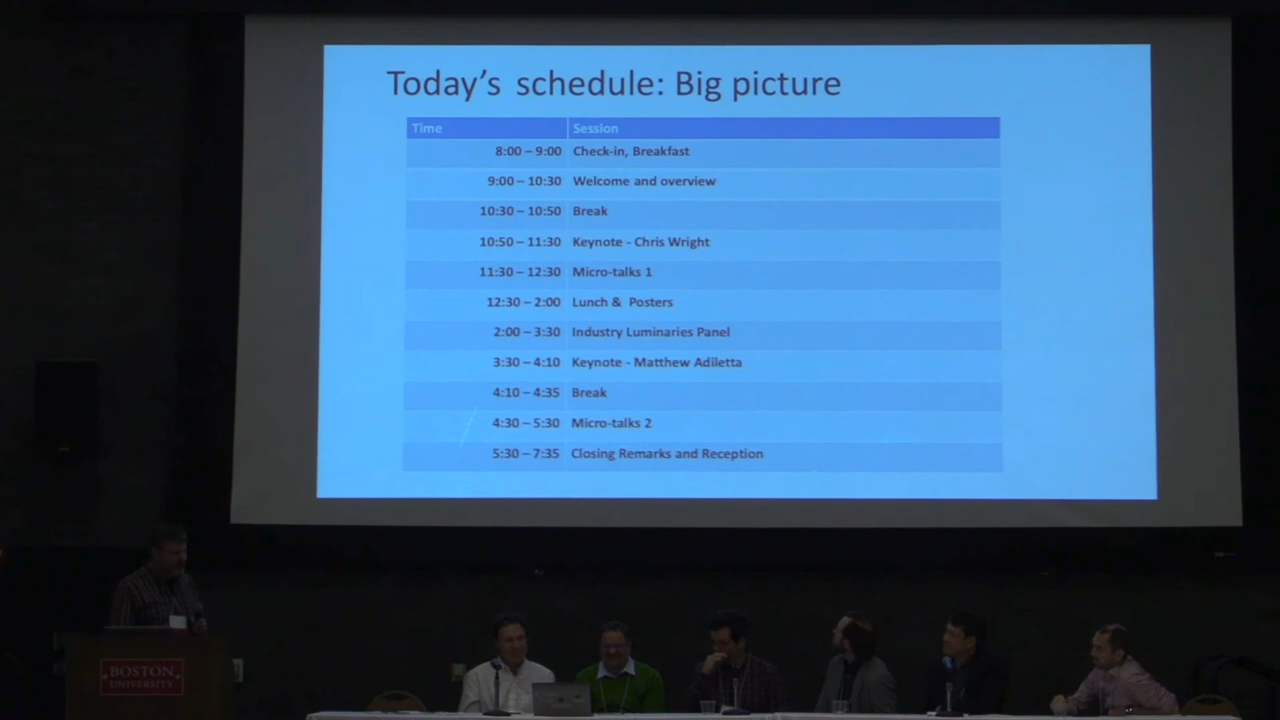 Today's schedule: Big picture
Time Session
8:00 – 9:00 Check-in, Breakfast
9:00 – 10:30 Welcome and overview
10:30 – 10:50 Break
10:50 – 11:30 Keynote - Chris Wright
11:30 – 12:30 Micro-talks 1
12:30 – 2:00 Lunch & Posters
2:00 – 3:30 Industry Luminaries Panel
3:30 – 4:10 Keynote - Matthew Adiletta
4:10 – 4:35 Break
4:30 – 5:30 Micro-talks 2
5:30 – 7:35 Closing Remarks and Reception
BOSTON
UNIVERSITY